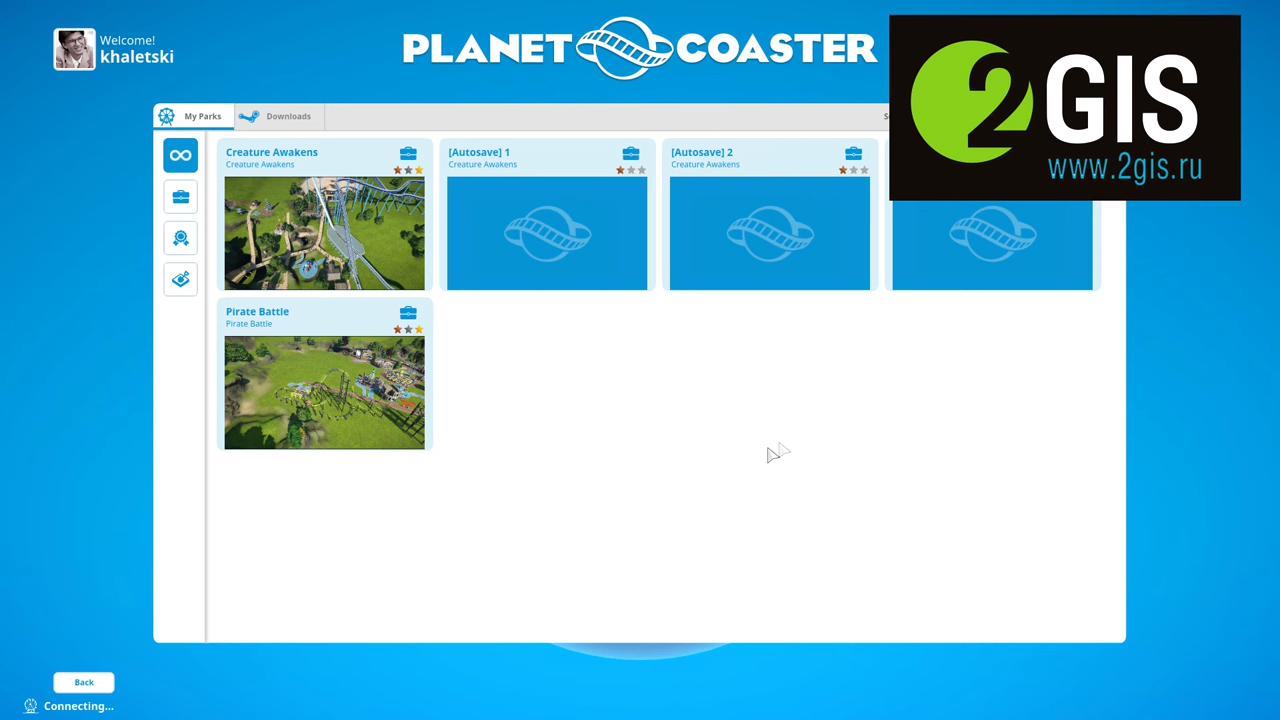 Welcome!
khaletski
PLANET COASTER
2GIS
www.2gis.ru
My Parks
Downloads
Creature Awakens
Creature Awakens
[Autosave] 1
Creature Awakens
[Autosave] 2
Creature Awakens
Pirate Battle
Pirate Battle
Back
Connecting...